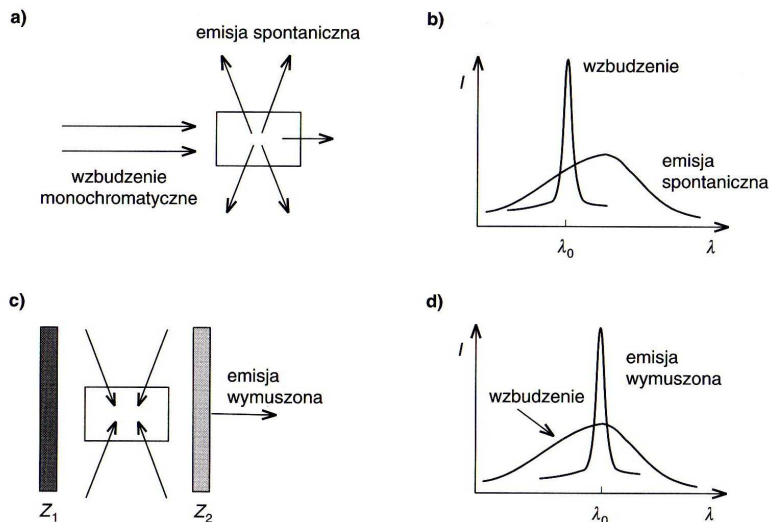 a)
emisja spontaniczna
wzbudzenie
monochromatyczne
b)
I
wzbudzenie
emisja
spontaniczna
λ₀
λ
c)
emisja
wymuszona
Z₁
Z₂
d)
I
emisja
wymuszona
wzbudzenie
λ₀
λ